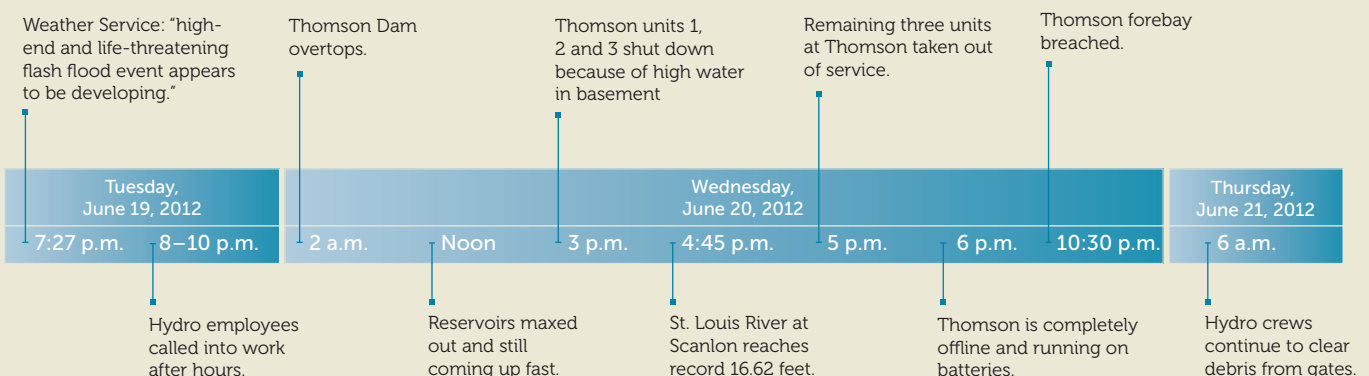 Weather Service: “high-
end and life-threatening
flash flood event appears
to be developing.”
Thomson Dam
overtops.
Thomson units 1,
2 and 3 shut down
because of high water
in basement
Remaining three units
at Thomson taken out
of service.
Thomson forebay
breached.
Tuesday,
June 19, 2012
Wednesday,
June 20, 2012
Thursday,
June 21, 2012
7:27 p.m.
8–10 p.m.
2 a.m.
Noon
3 p.m.
4:45 p.m.
5 p.m.
6 p.m.
10:30 p.m.
6 a.m.
Hydro employees
called into work
after hours.
Reservoirs maxed
out and still
coming up fast.
St. Louis River at
Scanlon reaches
record 16.62 feet.
Thomson is completely
offline and running on
batteries.
Hydro crews
continue to clear
debris from gates.